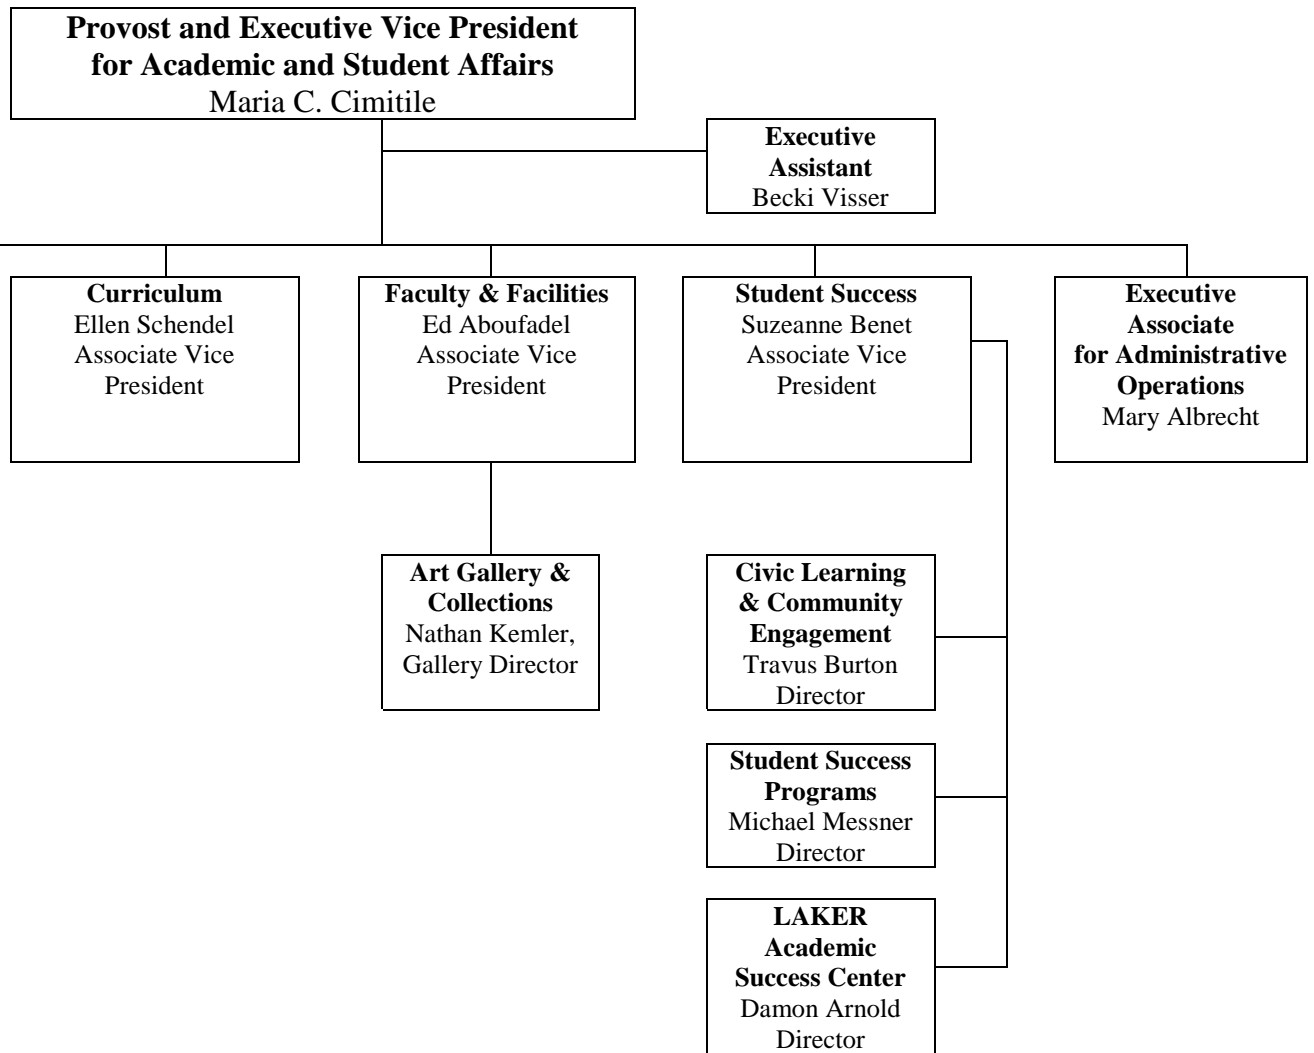 Provost and Executive Vice President
for Academic and Student Affairs
Maria C. Cimitile
Executive
Assistant
Becki Visser
Curriculum
Ellen Schendel
Associate Vice
President
Faculty & Facilities
Ed Aboufadel
Associate Vice
President
Student Success
Suzeanne Benet
Associate Vice
President
Executive
Associate
for Administrative
Operations
Mary Albrecht
Art Gallery &
Collections
Nathan Kemler,
Gallery Director
Civic Learning
& Community
Engagement
Travus Burton
Director
Student Success
Programs
Michael Messner
Director
LAKER
Academic
Success Center
Damon Arnold
Director